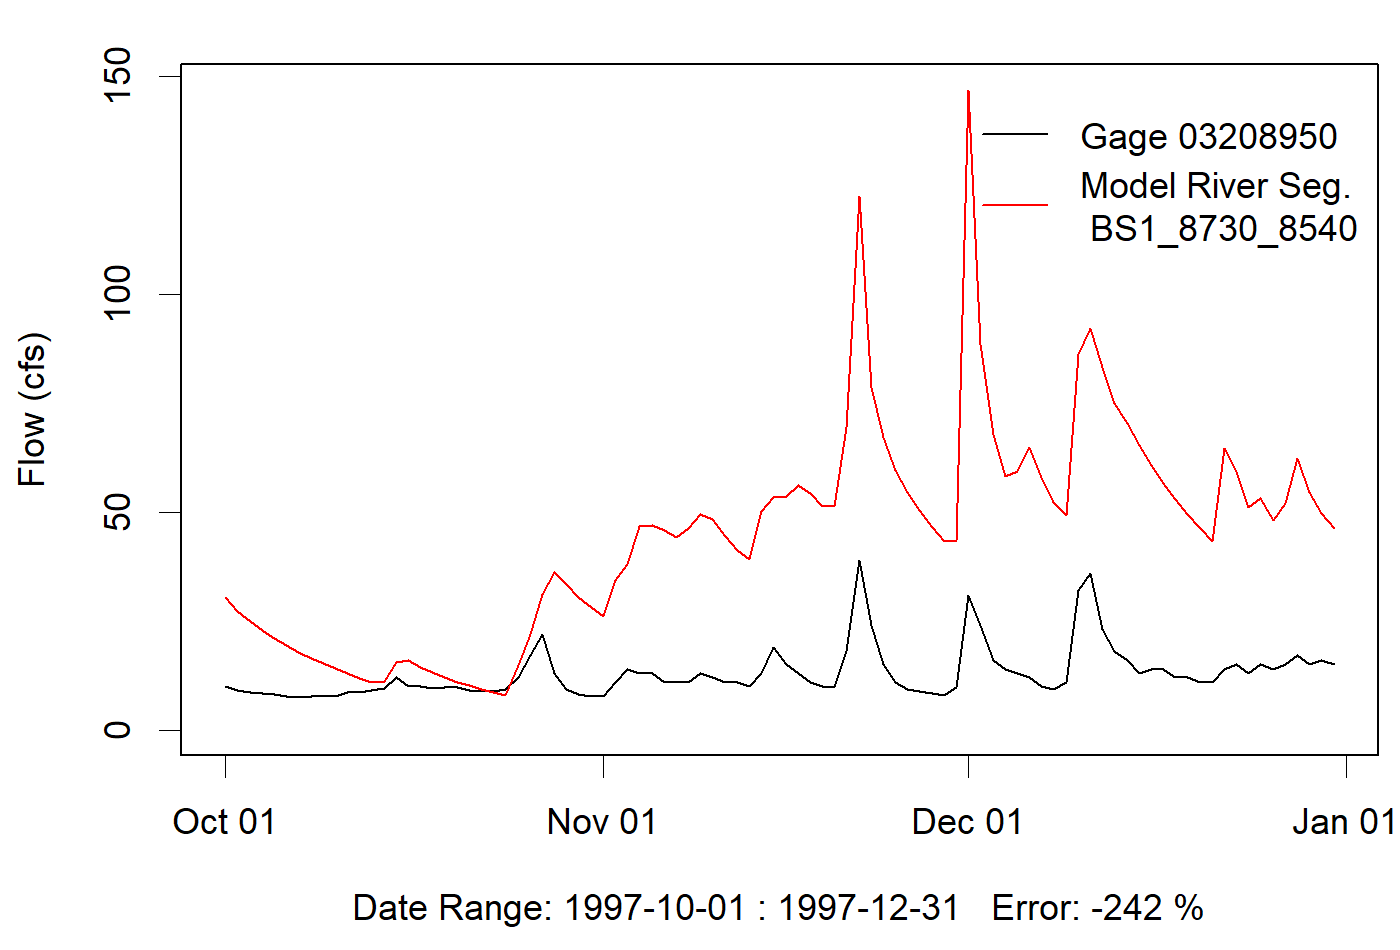 150
100
50
0
Flow (cfs)
Gage 03208950
Model River Seg.
BS1_8730_8540
Oct 01
Nov 01
Dec 01
Jan 01
Date Range: 1997-10-01 : 1997-12-31 Error: -242 %